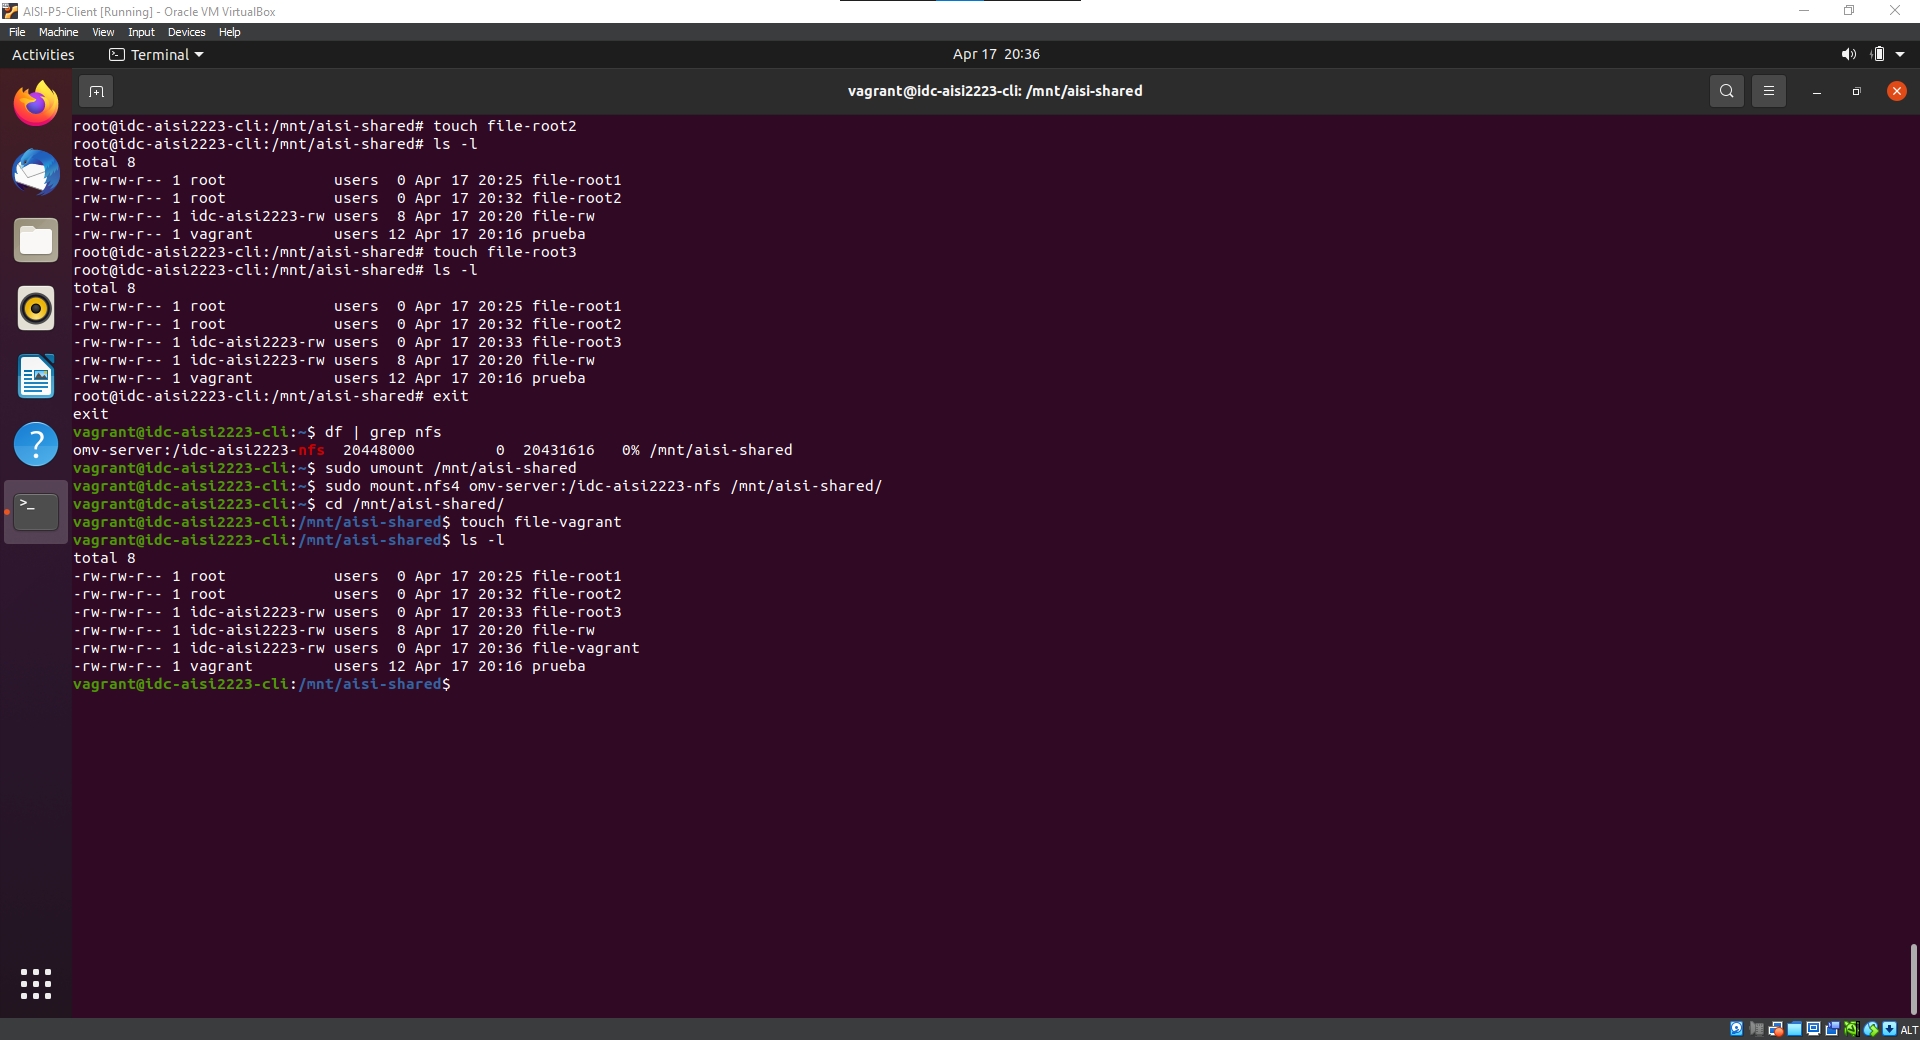 AISI-P5-Client [Running] - Oracle VM VirtualBox
File Machine View Input Devices Help
Activities Terminal Apr 17 20:36
vagrant@idc-aisi2223-cli: /mnt/aisi-shared
root@idc-aisi2223-cli:/mnt/aisi-shared# touch file-root2
root@idc-aisi2223-cli:/mnt/aisi-shared# ls -l
total 8
-rw-rw-r-- 1 root            users  0 Apr 17 20:25 file-root1
-rw-rw-r-- 1 root            users  0 Apr 17 20:32 file-root2
-rw-rw-r-- 1 idc-aisi2223-rw users  8 Apr 17 20:20 file-rw
-rw-rw-r-- 1 vagrant         users 12 Apr 17 20:16 prueba
root@idc-aisi2223-cli:/mnt/aisi-shared# touch file-root3
root@idc-aisi2223-cli:/mnt/aisi-shared# ls -l
total 8
-rw-rw-r-- 1 root            users  0 Apr 17 20:25 file-root1
-rw-rw-r-- 1 root            users  0 Apr 17 20:32 file-root2
-rw-rw-r-- 1 idc-aisi2223-rw users  0 Apr 17 20:33 file-root3
-rw-rw-r-- 1 idc-aisi2223-rw users  8 Apr 17 20:20 file-rw
-rw-rw-r-- 1 vagrant         users 12 Apr 17 20:16 prueba
root@idc-aisi2223-cli:/mnt/aisi-shared# exit
exit
vagrant@idc-aisi2223-cli:~$ df | grep nfs
omv-server:/idc-aisi2223-nfs  20448000         0  20431616   0% /mnt/aisi-shared
vagrant@idc-aisi2223-cli:~$ sudo umount /mnt/aisi-shared
vagrant@idc-aisi2223-cli:~$ sudo mount.nfs4 omv-server:/idc-aisi2223-nfs /mnt/aisi-shared/
vagrant@idc-aisi2223-cli:~$ cd /mnt/aisi-shared/
vagrant@idc-aisi2223-cli:/mnt/aisi-shared$ touch file-vagrant
vagrant@idc-aisi2223-cli:/mnt/aisi-shared$ ls -l
total 8
-rw-rw-r-- 1 root            users  0 Apr 17 20:25 file-root1
-rw-rw-r-- 1 root            users  0 Apr 17 20:32 file-root2
-rw-rw-r-- 1 idc-aisi2223-rw users  0 Apr 17 20:33 file-root3
-rw-rw-r-- 1 idc-aisi2223-rw users  8 Apr 17 20:20 file-rw
-rw-rw-r-- 1 idc-aisi2223-rw users  0 Apr 17 20:36 file-vagrant
-rw-rw-r-- 1 vagrant         users 12 Apr 17 20:16 prueba
vagrant@idc-aisi2223-cli:/mnt/aisi-shared$
ALT